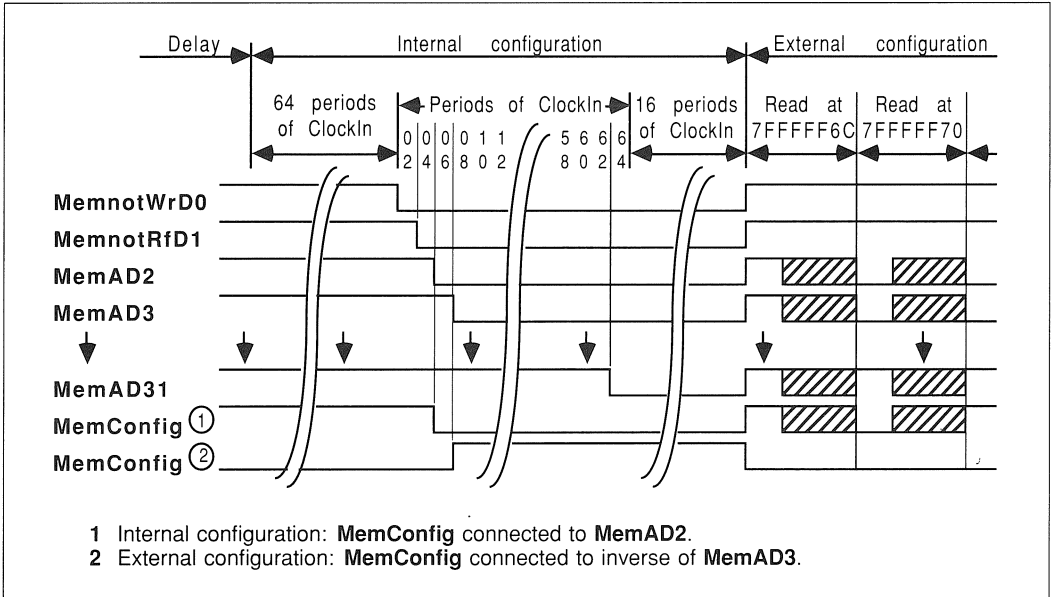 Delay Internal configuration External configuration
64 periods of ClockIn
Periods of ClockIn
16 periods of ClockIn
Read at 7FFFFF6C
Read at 7FFFFF70
0 0 0 0 1 1 5 6 6 6
2 4 6 8 0 2 8 0 2 4
MemnotWrD0
MemnotRfD1
MemAD2
MemAD3
MemAD31
MemConfig 1
MemConfig 2
1 Internal configuration: MemConfig connected to MemAD2.
2 External configuration: MemConfig connected to inverse of MemAD3.